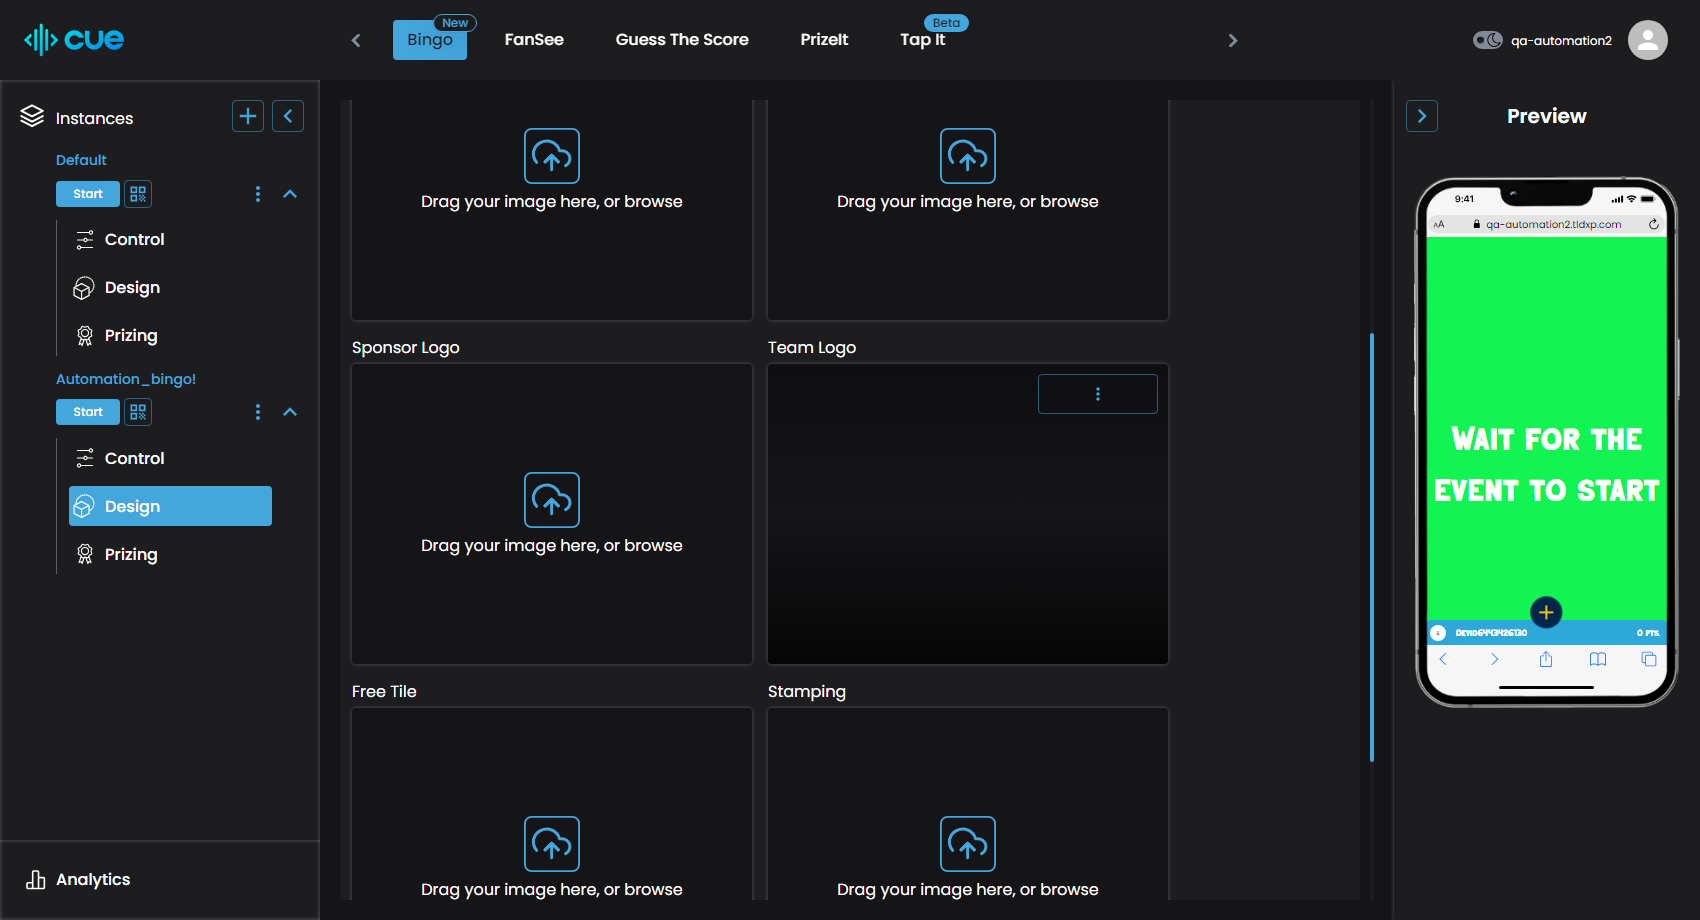 cue
Bingo
New
FanSee
Guess The Score
PrizeIt
Tap It
Beta
qa-automation2
Instances
Default
Start
Control
Design
Prizing
Automation_bingo!
Start
Control
Design
Prizing
Analytics
Drag your image here, or browse
Drag your image here, or browse
Sponsor Logo
Team Logo
Drag your image here, or browse
Free Tile
Stamping
Drag your image here, or browse
Drag your image here, or browse
Preview
9:41
AA
qa-automation2.tldxp.com
Wait for the
event to start
Devid6443426730
0 pts.